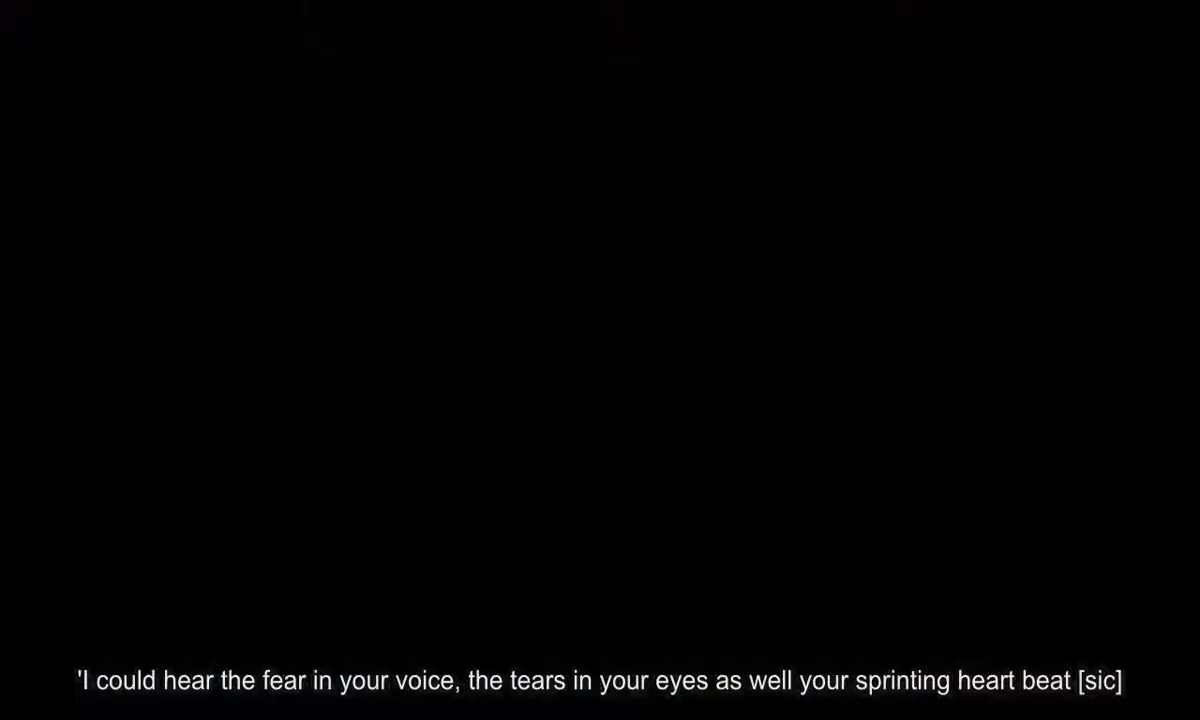 'I could hear the fear in your voice, the tears in your eyes as well your sprinting heart beat [sic]